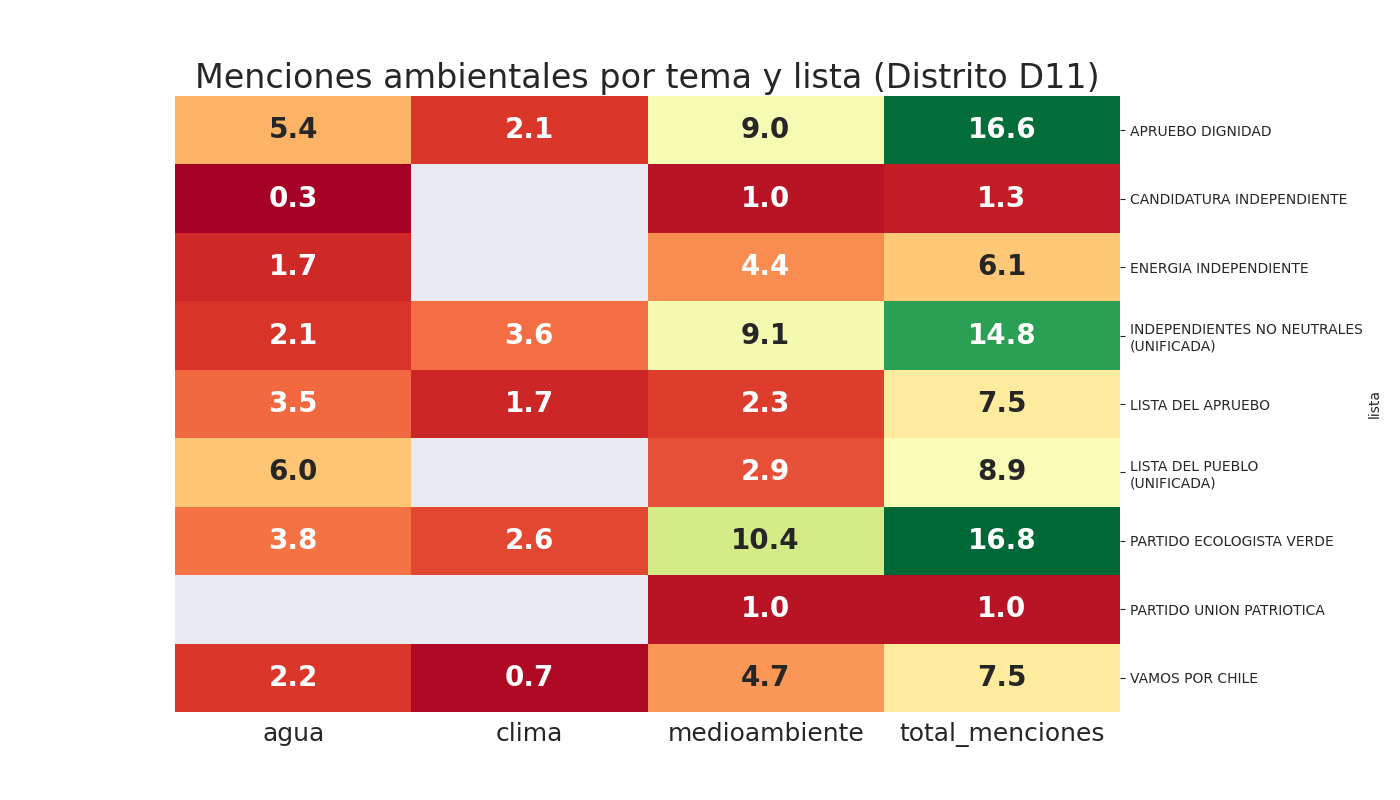 Menciones ambientales por tema y lista (Distrito D11)
5.4 2.1 9.0 16.6 APRUEBO DIGNIDAD
0.3 1.0 1.3 CANDIDATURA INDEPENDIENTE
1.7 4.4 6.1 ENERGIA INDEPENDIENTE
2.1 3.6 9.1 14.8 INDEPENDIENTES NO NEUTRALES
(UNIFICADA)
3.5 1.7 2.3 7.5 LISTA DEL APRUEBO
6.0 2.9 8.9 LISTA DEL PUEBLO
(UNIFICADA)
3.8 2.6 10.4 16.8 PARTIDO ECOLOGISTA VERDE
1.0 1.0 PARTIDO UNION PATRIOTICA
2.2 0.7 4.7 7.5 VAMOS POR CHILE
agua clima medioambiente total_menciones
lista